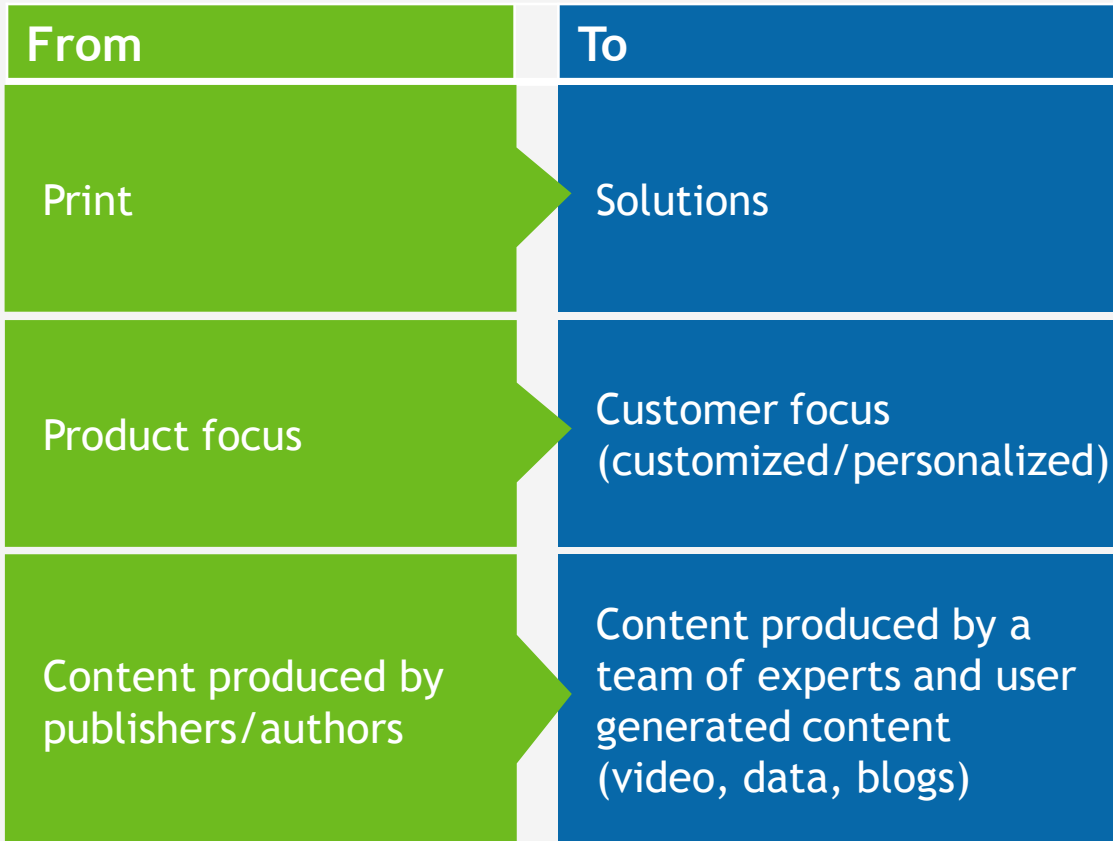 From
To
Print
Solutions
Product focus
Customer focus
(customized/personalized)
Content produced by
publishers/authors
Content produced by a
team of experts and user
generated content
(video, data, blogs)